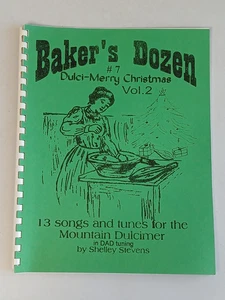 Baker's Dozen
#7
Dulci-Merry Christmas
Vol.2
13 songs and tunes for the
Mountain Dulcimer
in DAD tuning
by Shelley Stevens